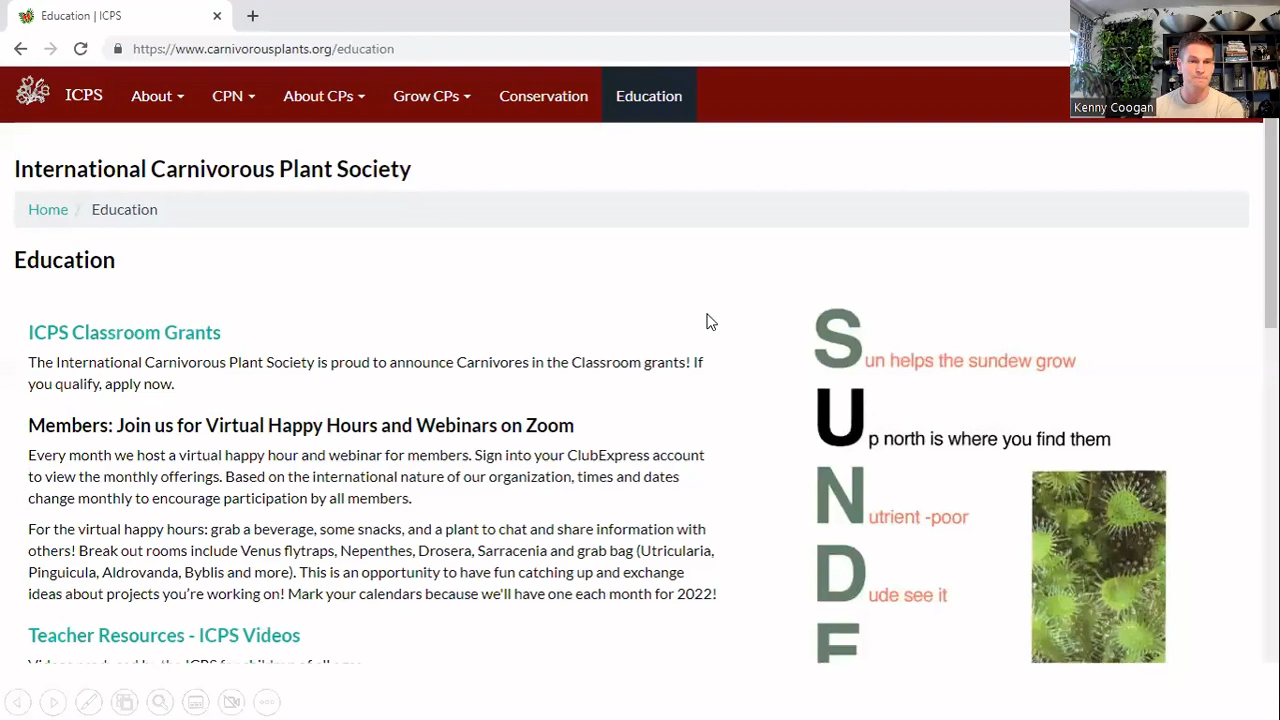 Education | ICPS
https://www.carnivorousplants.org/education
ICPS About CPN About CPs Grow CPs Conservation Education
Kenny Coogan
International Carnivorous Plant Society
Home / Education
Education
ICPS Classroom Grants
The International Carnivorous Plant Society is proud to announce Carnivores in the Classroom grants! If
you qualify, apply now.
Members: Join us for Virtual Happy Hours and Webinars on Zoom
Every month we host a virtual happy hour and webinar for members. Sign into your ClubExpress account
to view the monthly offerings. Based on the international nature of our organization, times and dates
change monthly to encourage participation by all members.
For the virtual happy hours: grab a beverage, some snacks, and a plant to chat and share information with
others! Break out rooms include Venus flytraps, Nepenthes, Drosera, Sarracenia and grab bag (Utricularia,
Pinguicula, Aldrovanda, Byblis and more). This is an opportunity to have fun catching up and exchange
ideas about projects you're working on! Mark your calendars because we'll have one each month for 2022!
Teacher Resources - ICPS Videos
Sun helps the sundew grow
Up north is where you find them
Nutrient -poor
Dude see it
E